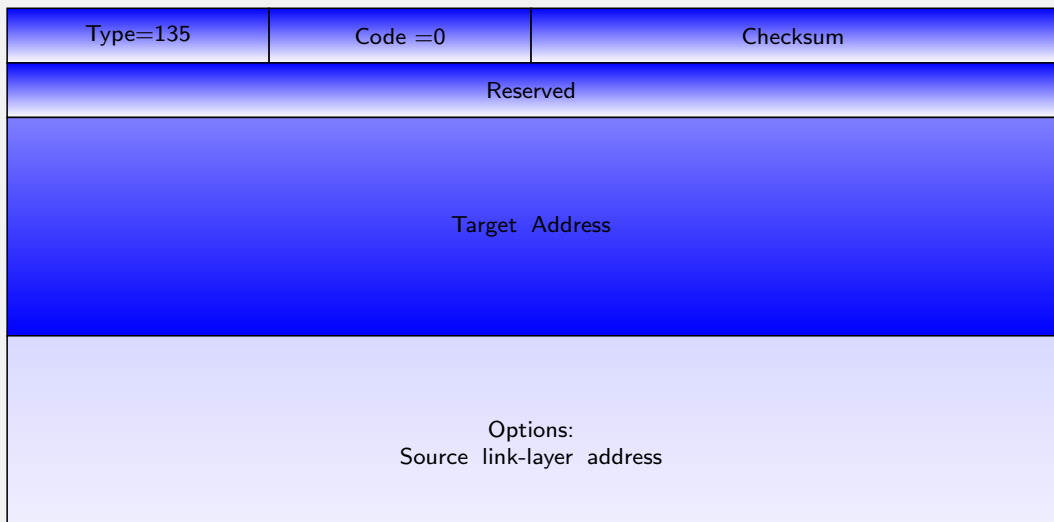 Type=135 Code =0 Checksum
Reserved
Target Address
Options:
Source link-layer address